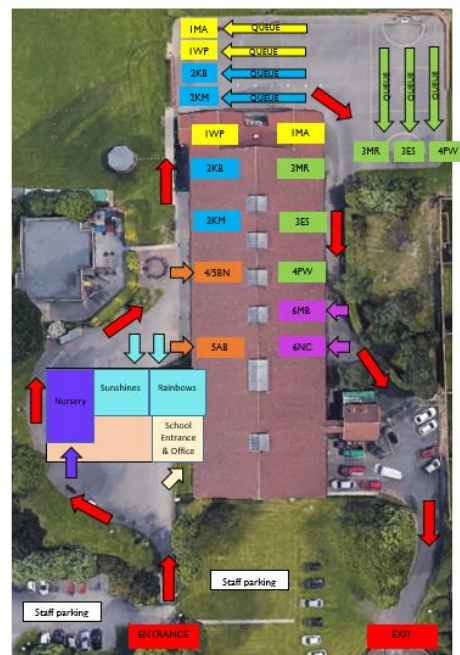 1MA
QUEUE
1WP
QUEUE
2KB
QUEUE
2KM
QUEUE
QUEUE
QUEUE
QUEUE
3MR
3ES
4PW
1WP
1MA
2KB
3MR
2KM
3ES
4/5BN
4PW
6MB
5AB
6NC
Nursery
Sunshines
Rainbows
School
Entrance
& Office
Staff parking
Staff parking
ENTRANCE
EXIT